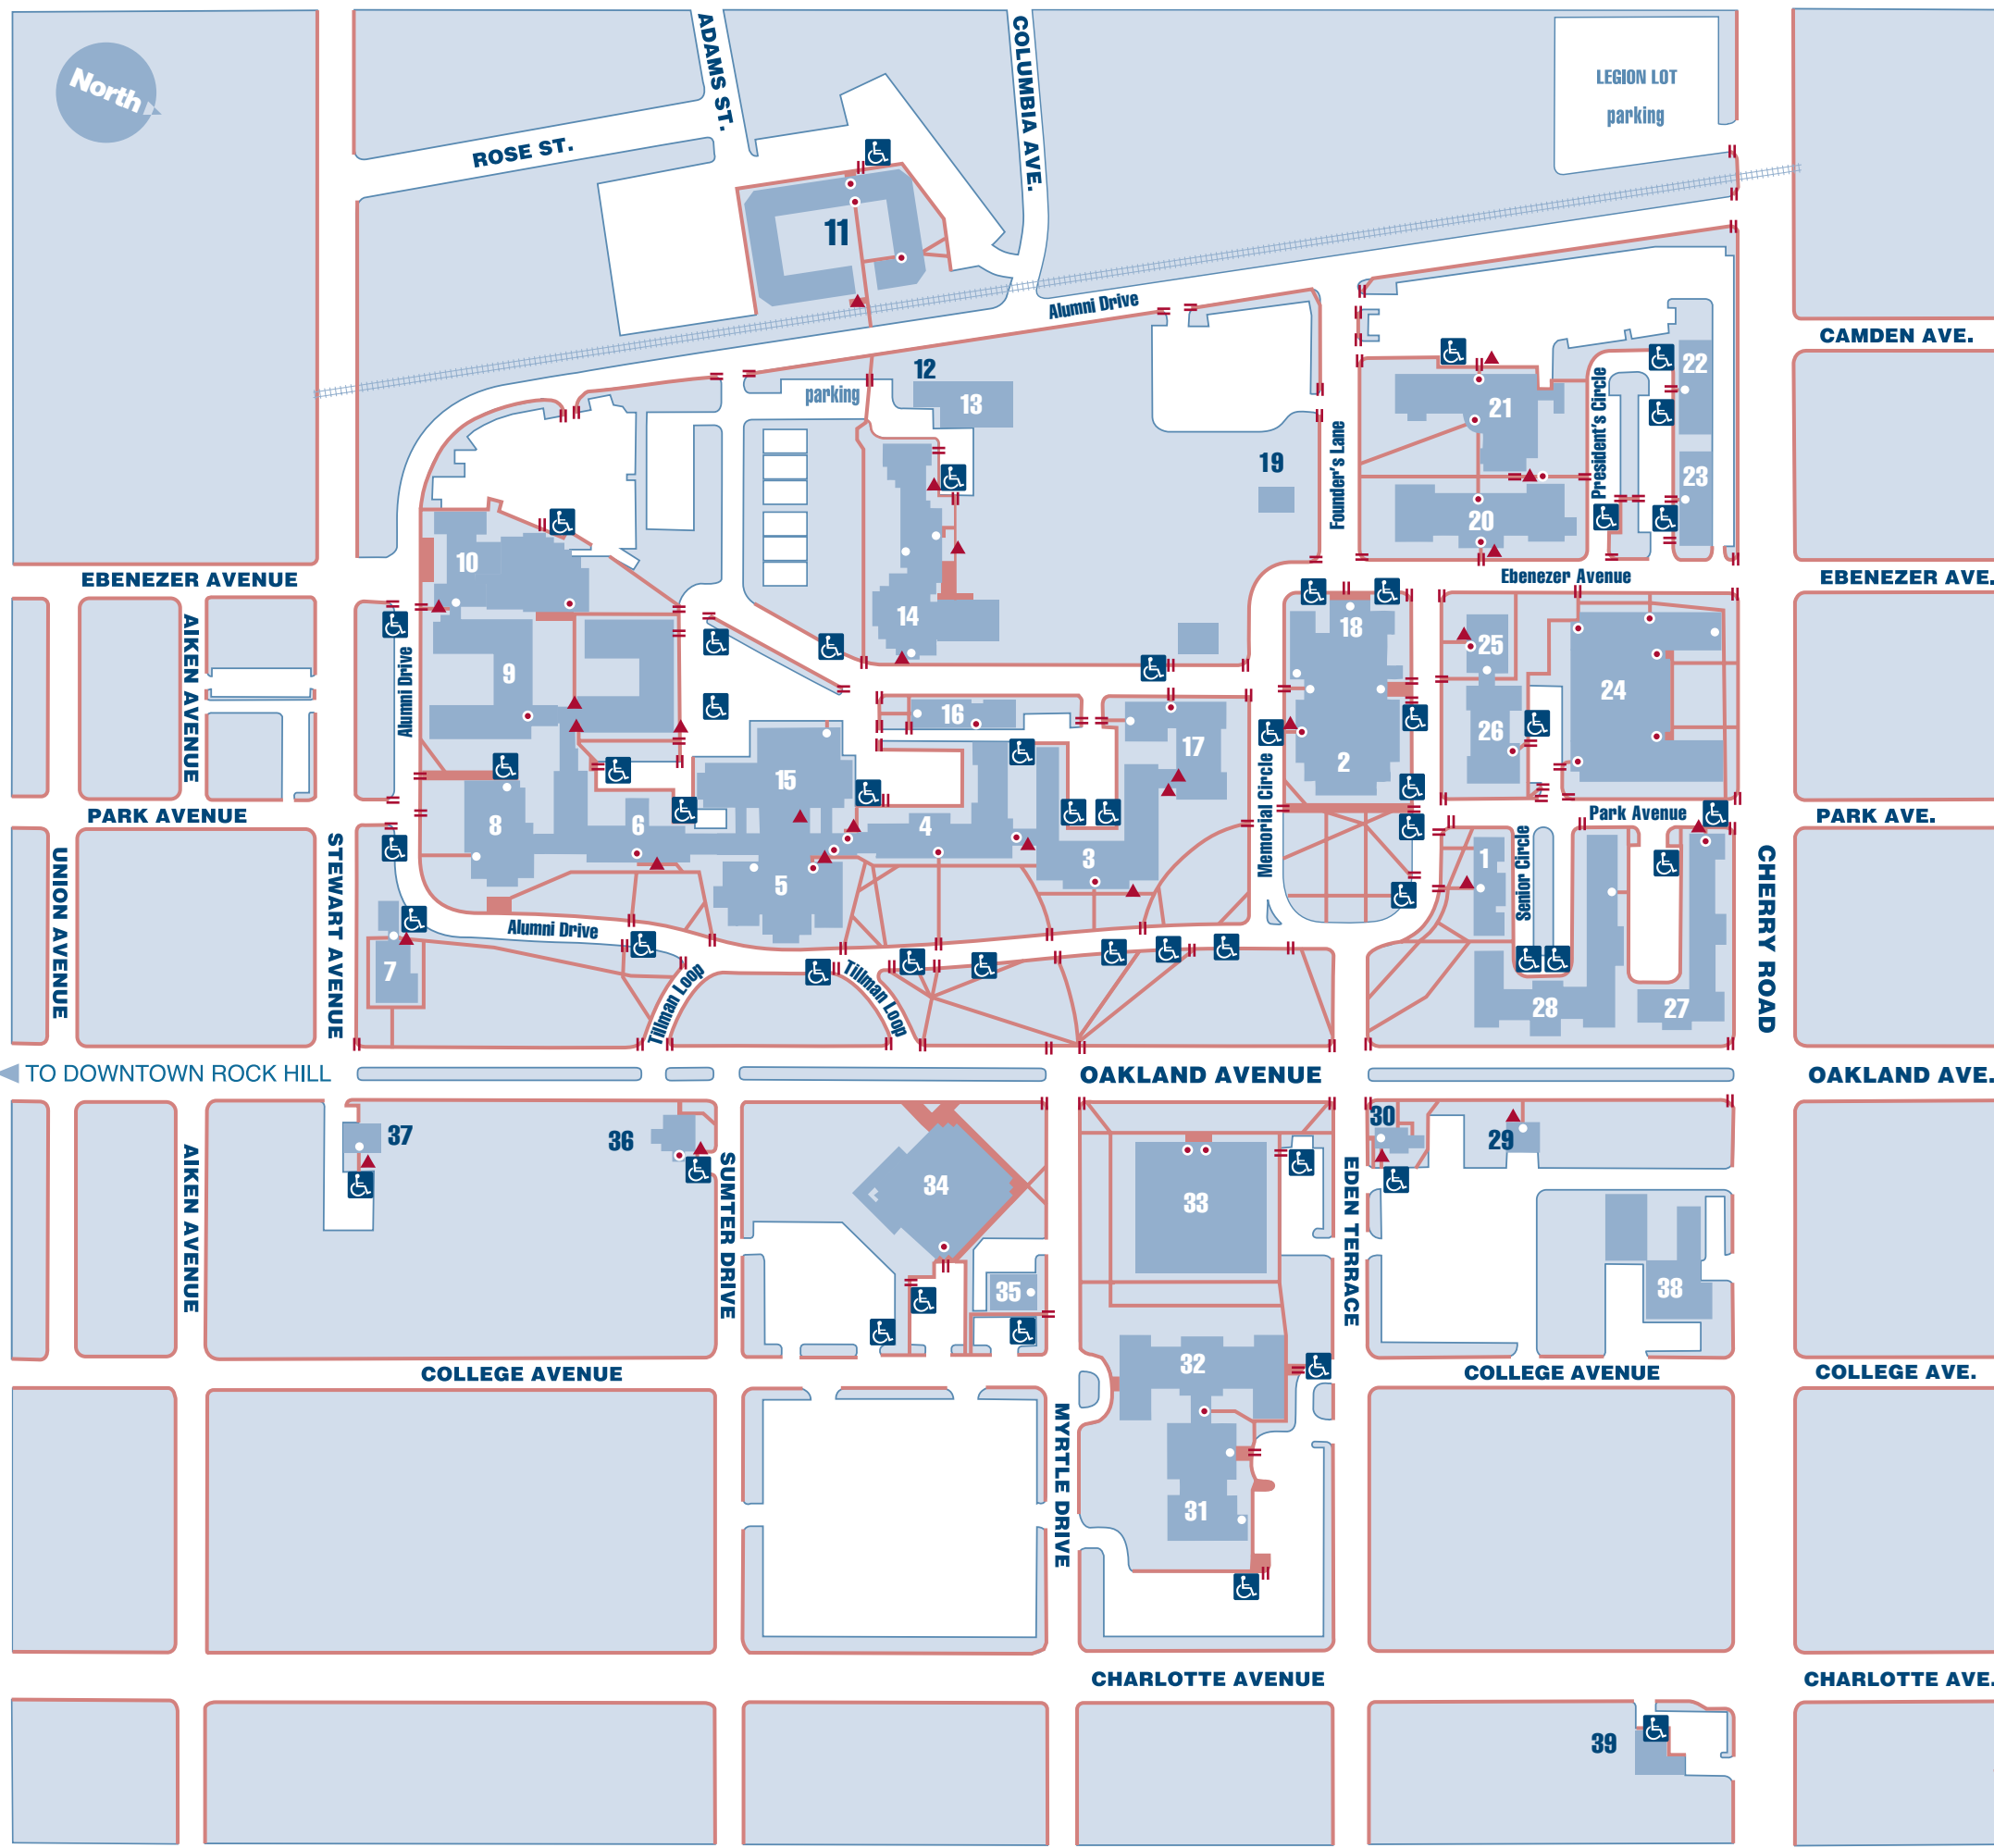 North
ADAMS ST.
COLUMBIA AVE.
LEGION LOT
parking
ROSE ST.
11
Alumni Drive
CAMDEN AVE.
12
parking
13
22
21
President's Circle
Founder's Lane
19
23
20
10
EBENEZER AVENUE
Ebenezer Avenue
EBENEZER AVE.
AIKEN AVENUE
14
18
25
9
Alumni Drive
24
16
26
17
2
15
Memorial Circle
PARK AVENUE
8
6
4
Park Avenue
PARK AVE.
UNION AVENUE
STEWART AVENUE
3
1
Senior Circle
CHERRY ROAD
5
Alumni Drive
7
Tillman Loop
Tillman Loop
28
27
TO DOWNTOWN ROCK HILL
OAKLAND AVENUE
OAKLAND AVE.
37
36
30
29
AIKEN AVENUE
SUMTER DRIVE
34
33
EDEN TERRACE
35
38
32
COLLEGE AVENUE
COLLEGE AVENUE
COLLEGE AVE.
MYRTLE DRIVE
31
CHARLOTTE AVENUE
CHARLOTTE AVE.
39